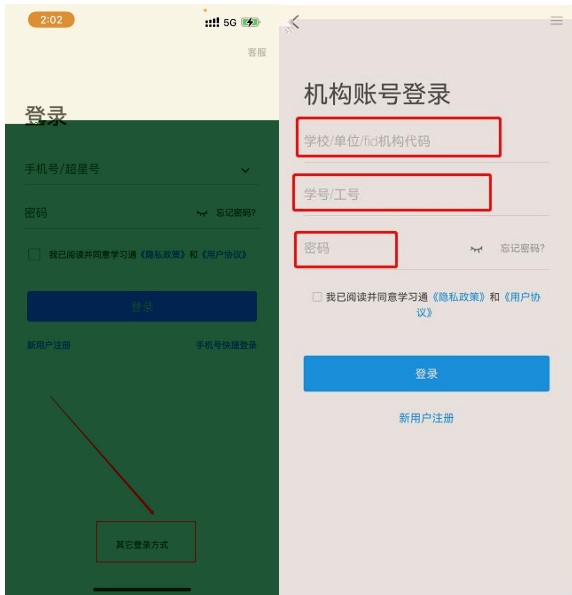 2:02
5G
客服
登录
手机号/超星号
密码
忘记密码?
我已阅读并同意学习通《隐私政策》和《用户协议》
登录
新用户注册
手机号快捷登录
其它登录方式
机构账号登录
学校/单位/fid机构代码
学号/工号
密码
忘记密码?
我已阅读并同意学习通《隐私政策》和《用户协
议》
登录
新用户注册